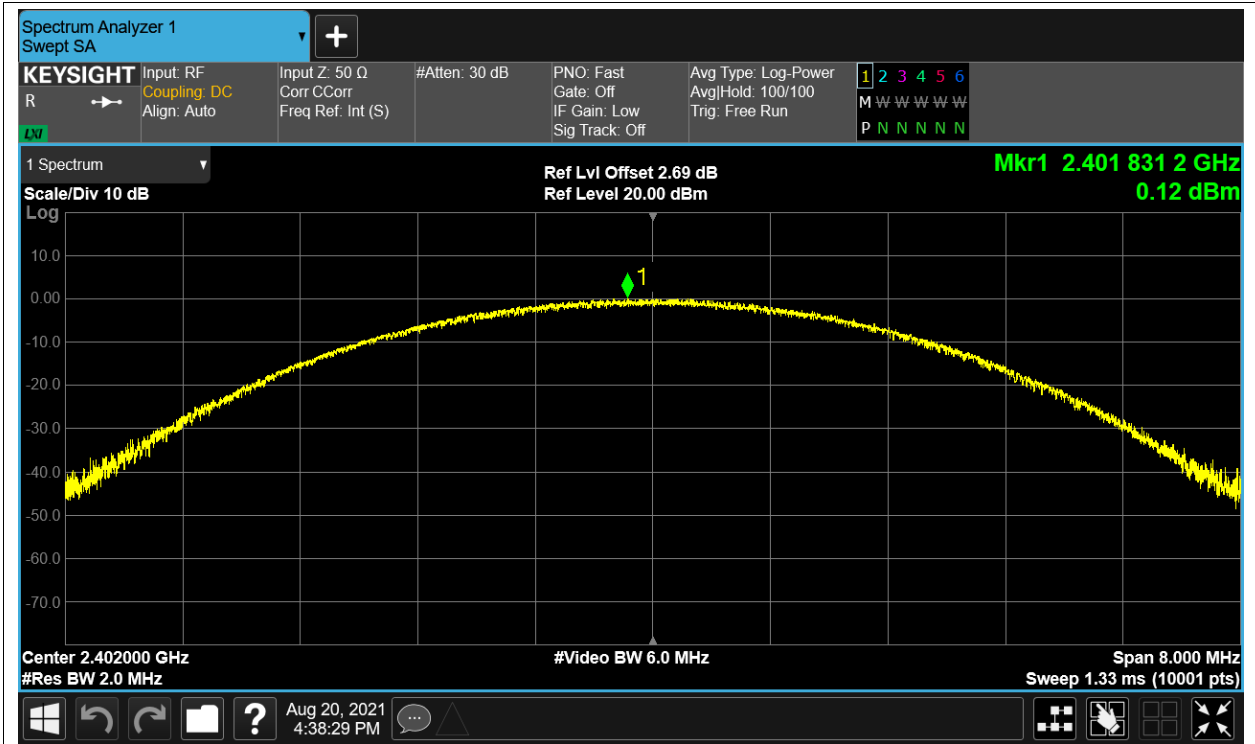 Spectrum Analyzer 1
Swept SA
+
KEYSIGHT
R
LXI
Input: RF
Coupling: DC
Align: Auto
Input Z: 50 Ω
Corr CCorr
Freq Ref: Int (S)
#Atten: 30 dB
PNO: Fast
Gate: Off
IF Gain: Low
Sig Track: Off
Avg Type: Log-Power
Avg|Hold: 100/100
Trig: Free Run
1 2 3 4 5 6
M W W W W W
P N N N N N
1 Spectrum
Scale/Div 10 dB
Log
Ref Lvl Offset 2.69 dB
Ref Level 20.00 dBm
Mkr1 2.401 831 2 GHz
0.12 dBm
1
10.0
0.00
-10.0
-20.0
-30.0
-40.0
-50.0
-60.0
-70.0
Center 2.402000 GHz
#Res BW 2.0 MHz
#Video BW 6.0 MHz
Span 8.000 MHz
Sweep 1.33 ms (10001 pts)
?
Aug 20, 2021
4:38:29 PM